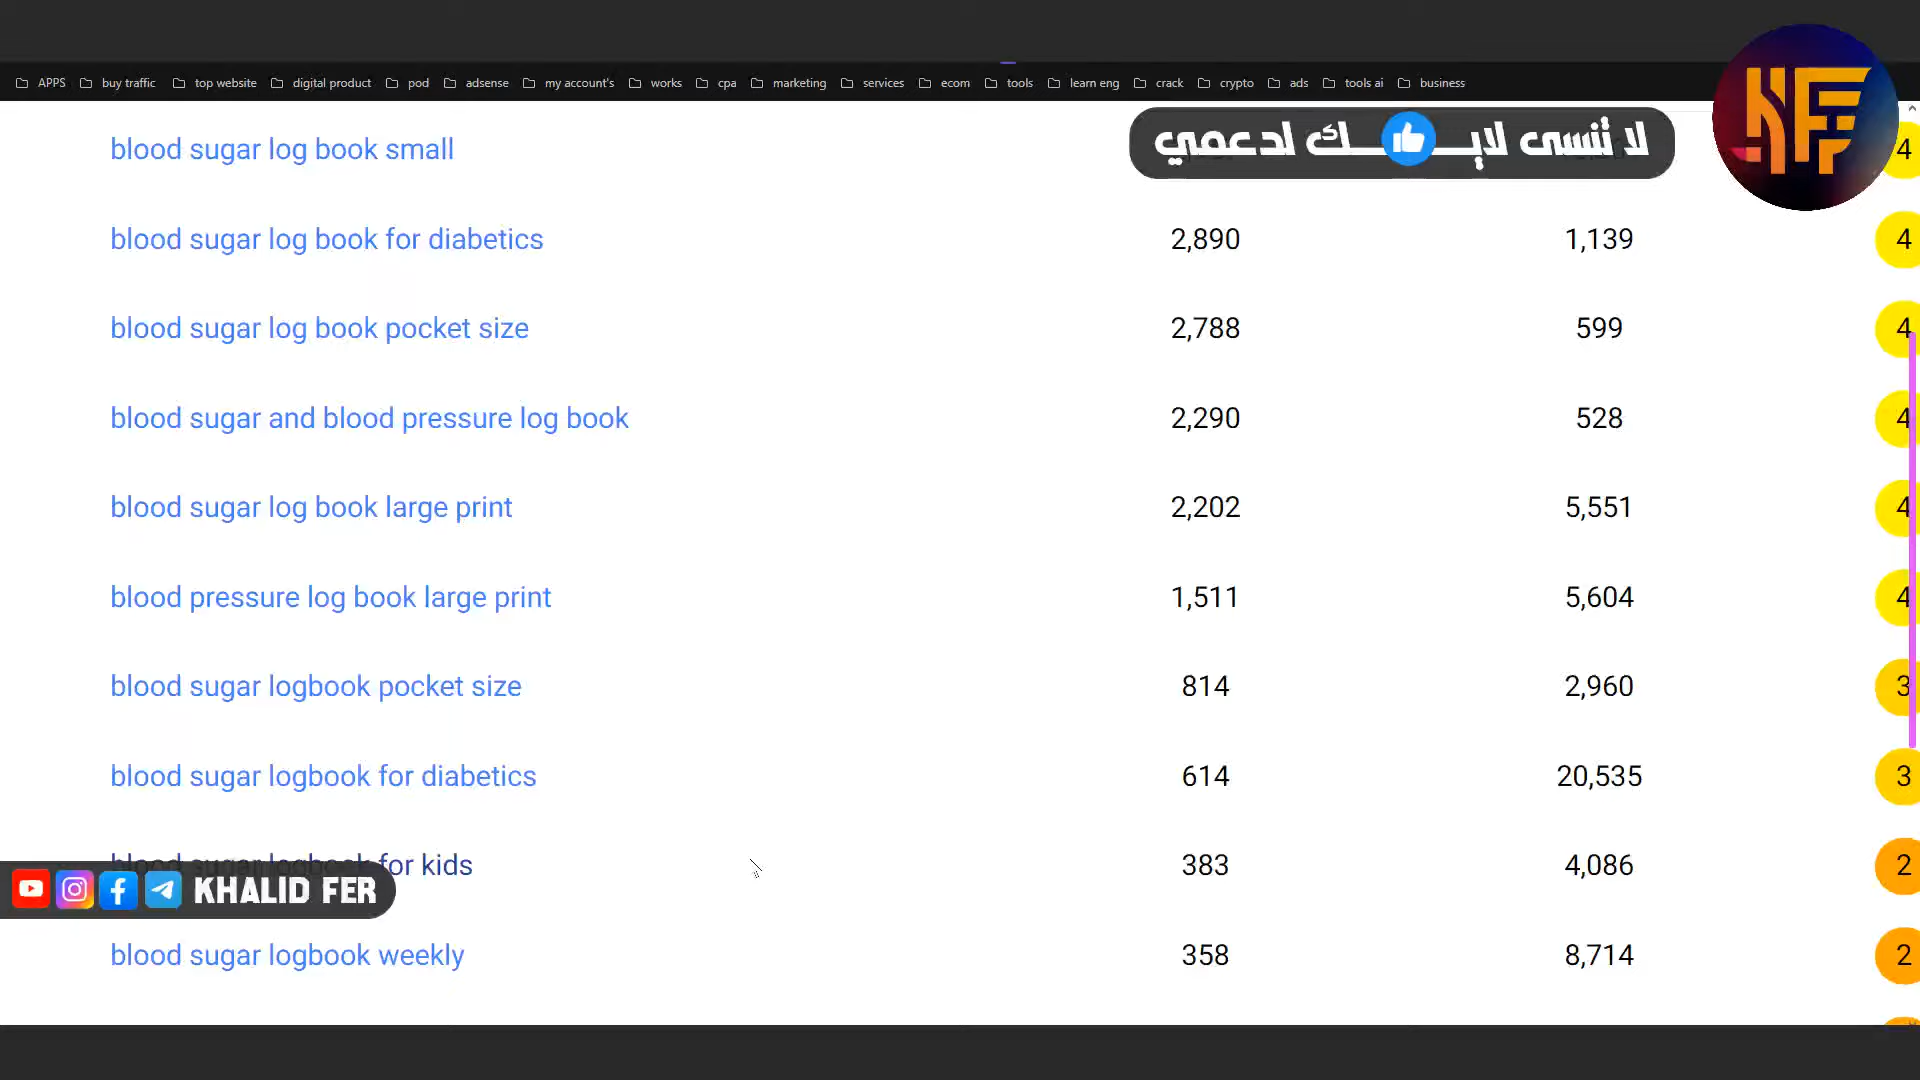 APPS buy traffic top website digital product pod adsense my account's works cpa marketing services ecom tools learn eng crack crypto ads tools ai business
لا تنسى لايـــك لدعمي
KF
blood sugar log book small 4
blood sugar log book for diabetics 2,890 1,139 4
blood sugar log book pocket size 2,788 599 4
blood sugar and blood pressure log book 2,290 528 4
blood sugar log book large print 2,202 5,551 4
blood pressure log book large print 1,511 5,604 4
blood sugar logbook pocket size 814 2,960 3
blood sugar logbook for diabetics 614 20,535 3
blood sugar logbook for kids 383 4,086 2
KHALID FER
blood sugar logbook weekly 358 8,714 2